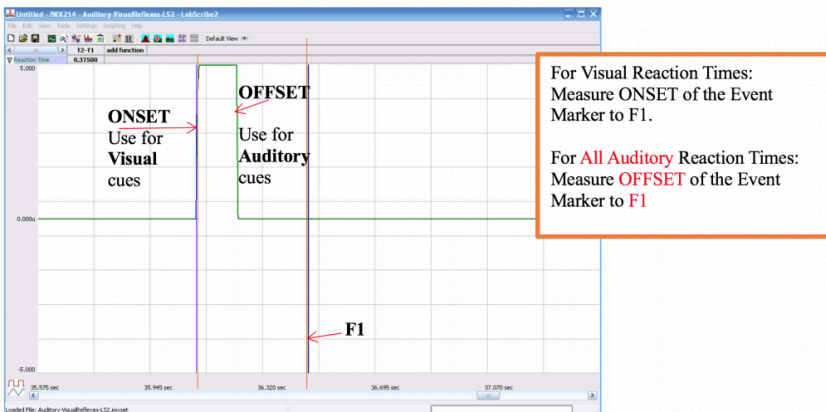 Untitled - IWX214 - Auditory-VisualReflexes-LS2 - LabScribe2
File Edit View Tools Settings Scripting Help
Default View
T2-T1 add function
Reaction Time 0.37500
5.000
OFFSET
ONSET
Use for
Visual
cues
Use for
Auditory
cues
0.000u
F1
-5.000
35.575 sec 35.945 sec 36.320 sec 36.695 sec 37.070 sec
Loaded File: Auditory-VisualReflexes-LS2.iwxset
For Visual Reaction Times:
Measure ONSET of the Event
Marker to F1.
For All Auditory Reaction Times:
Measure OFFSET of the Event
Marker to F1